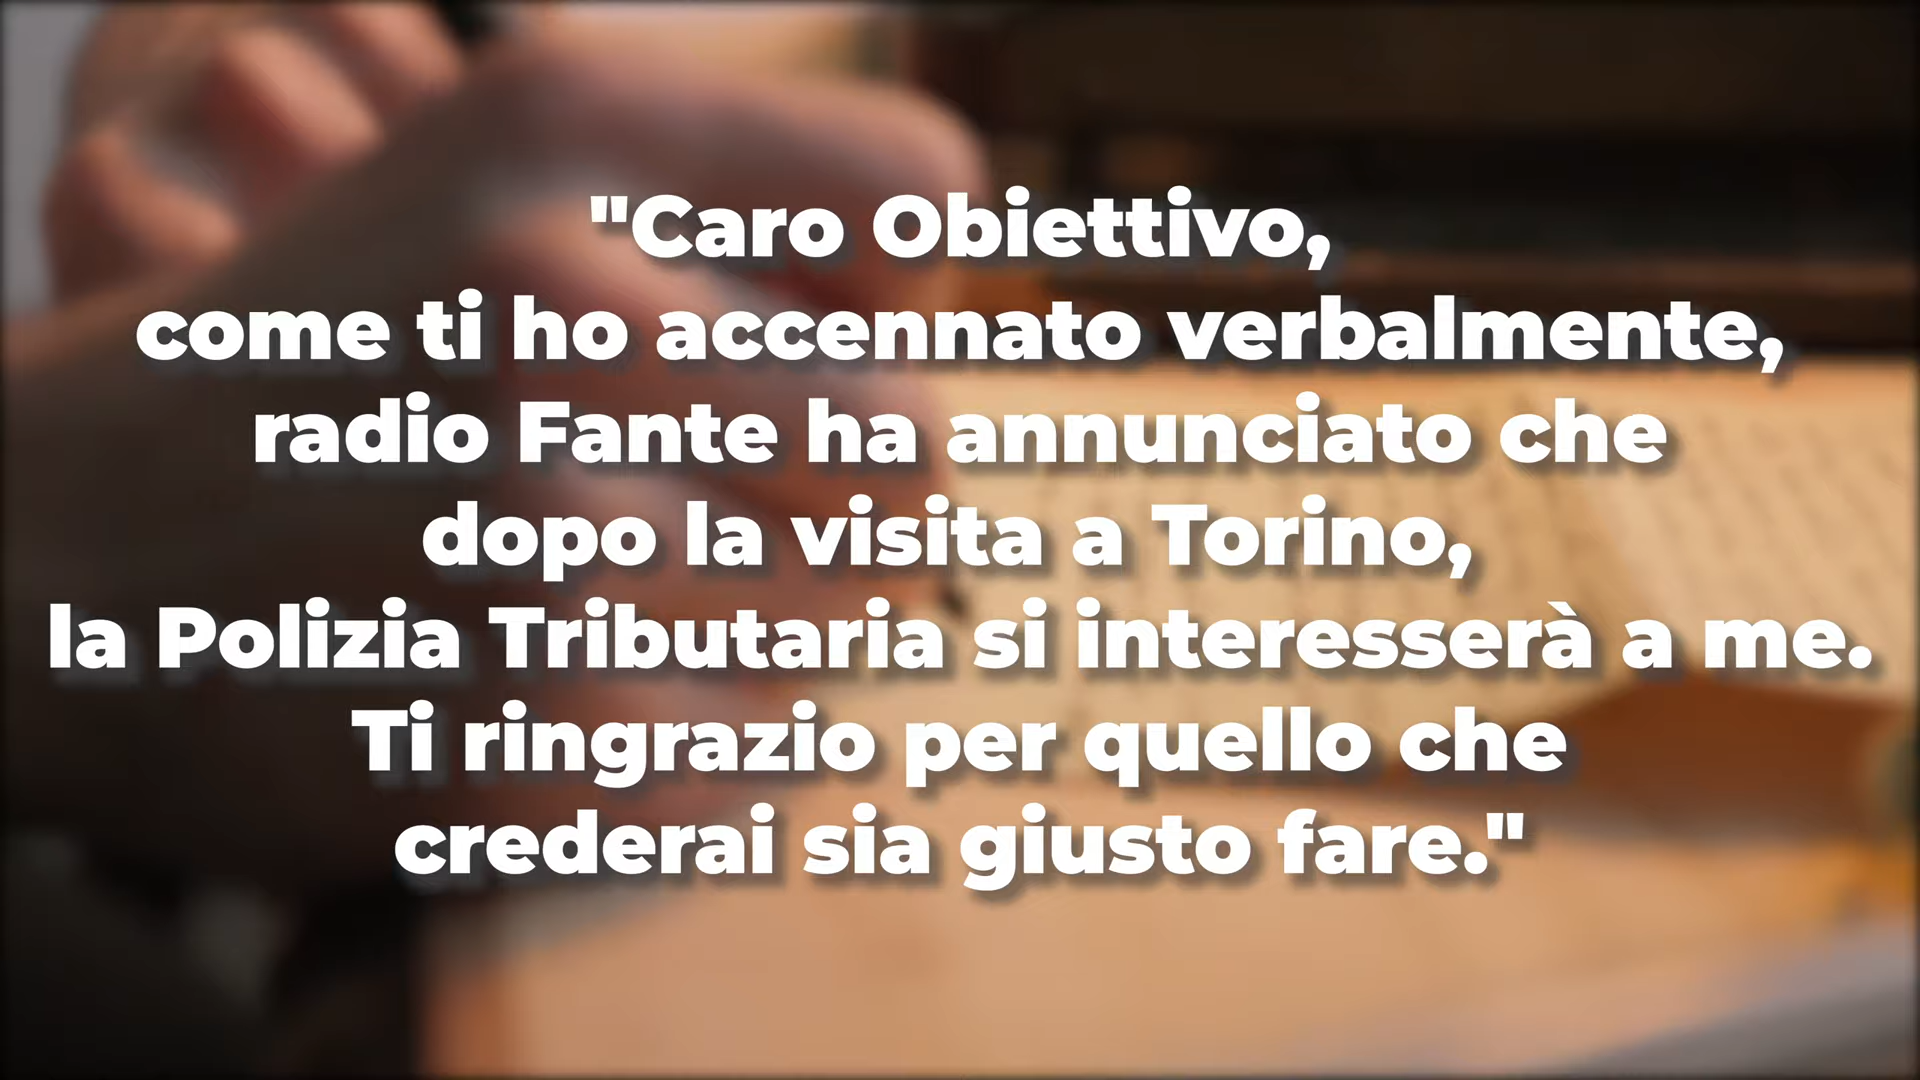 "Caro Obiettivo,
come ti ho accennato verbalmente,
radio Fante ha annunciato che
dopo la visita a Torino,
la Polizia Tributaria si interesserà a me.
Ti ringrazio per quello che
crederai sia giusto fare."